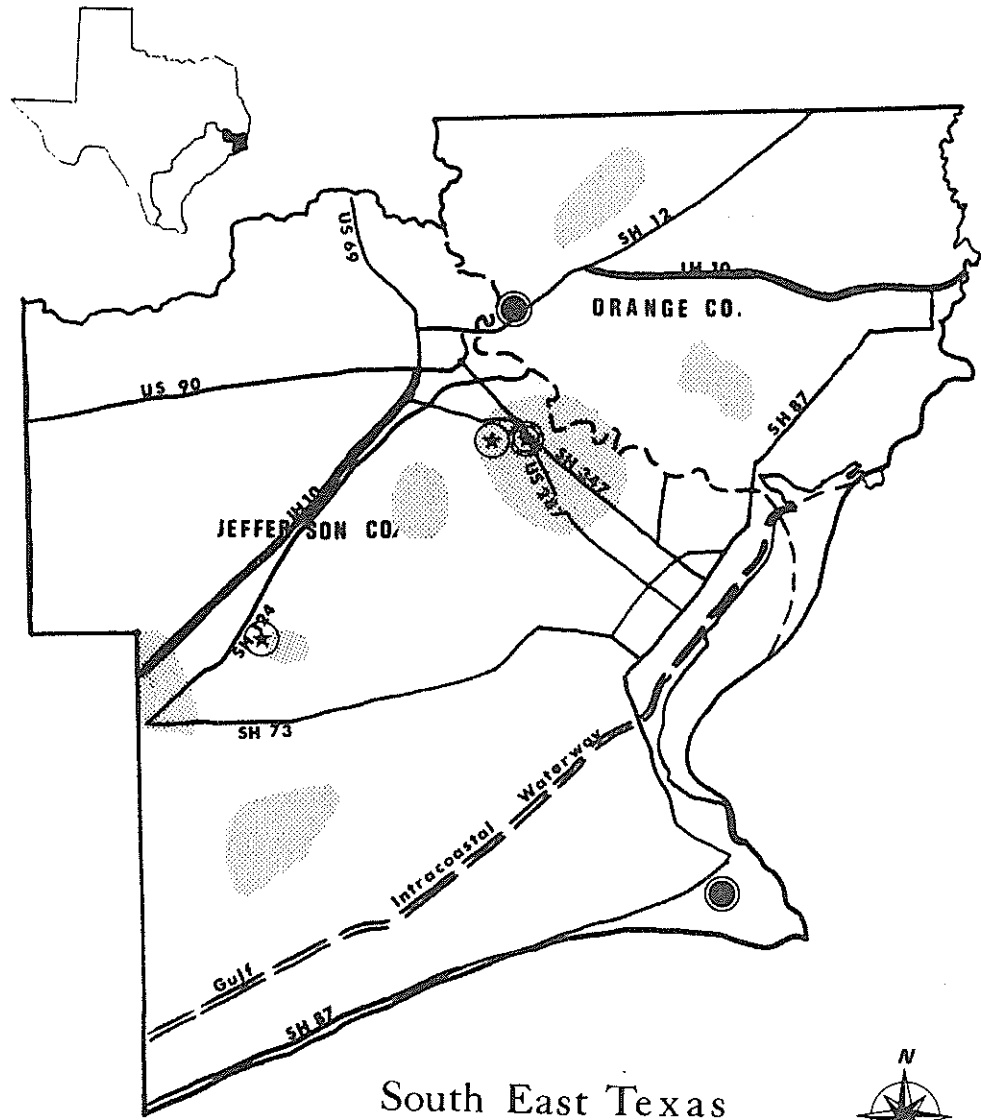 US 69
SH 12
IH 10
ORANGE CO.
US 90
SH 87
SH 347
IH 10
JEFFERSON CO.
SH 73
Gulf Intracoastal Waterway
SH 87
South East Texas
N